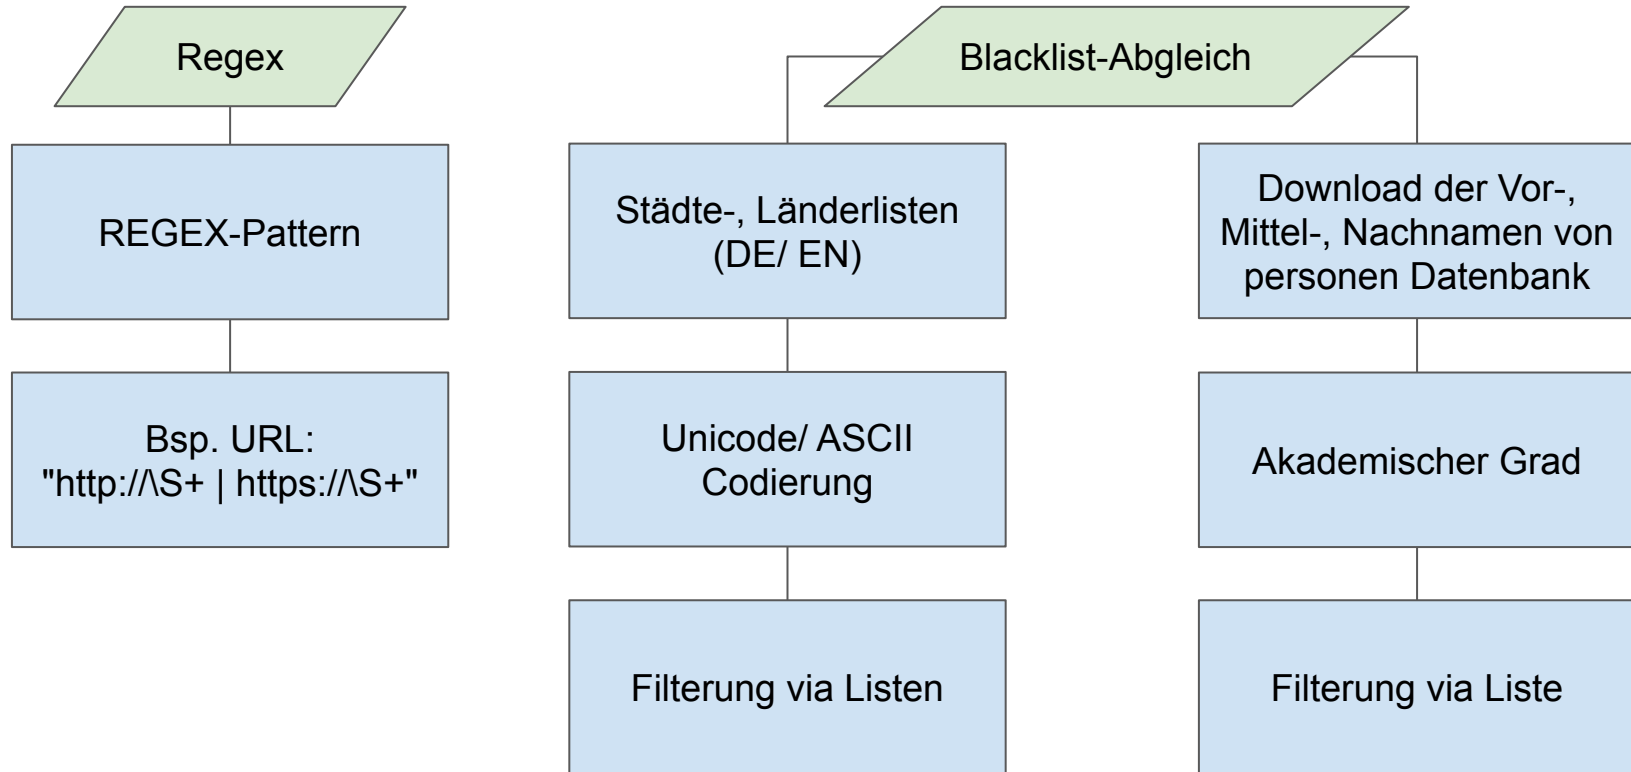 Regex
REGEX-Pattern
Bsp. URL:
"http://\S+ | https://\S+"
Blacklist-Abgleich
Städte-, Länderlisten
(DE/ EN)
Unicode/ ASCII
Codierung
Filterung via Listen
Download der Vor-,
Mittel-, Nachnamen von
personen Datenbank
Akademischer Grad
Filterung via Liste